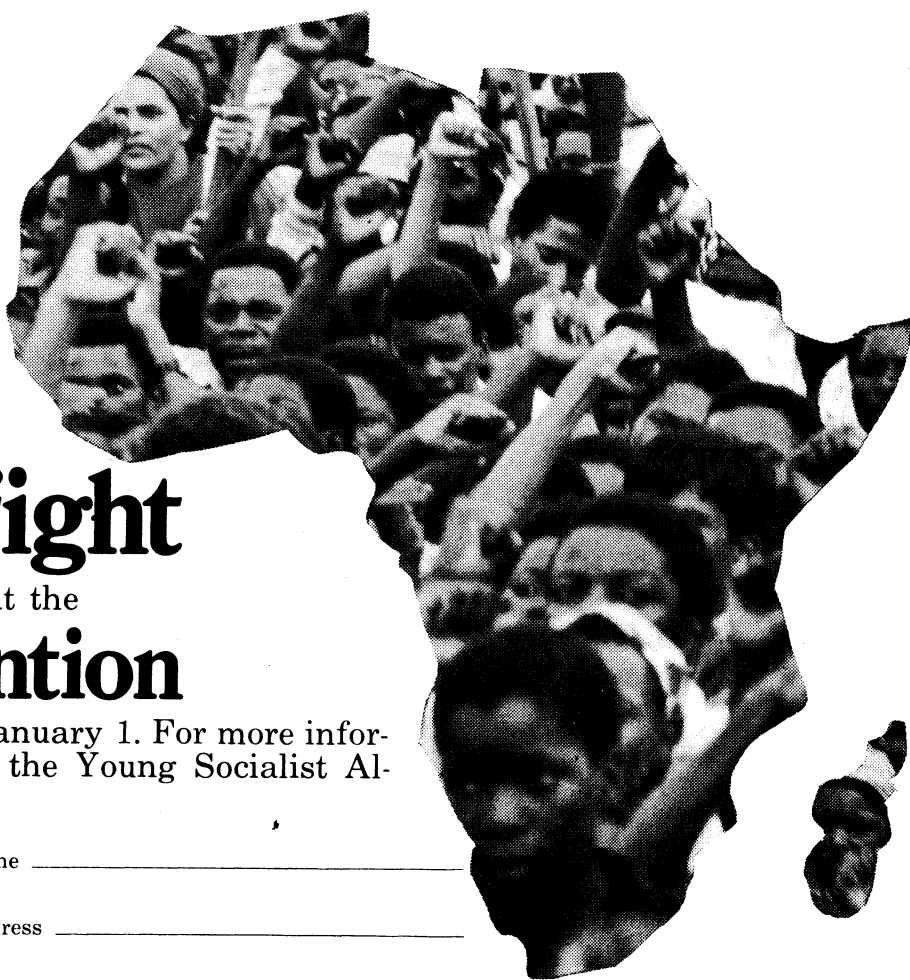 ight
t the
ntion
anuary 1. For more infor-
the Young Socialist Al-
ne
ress